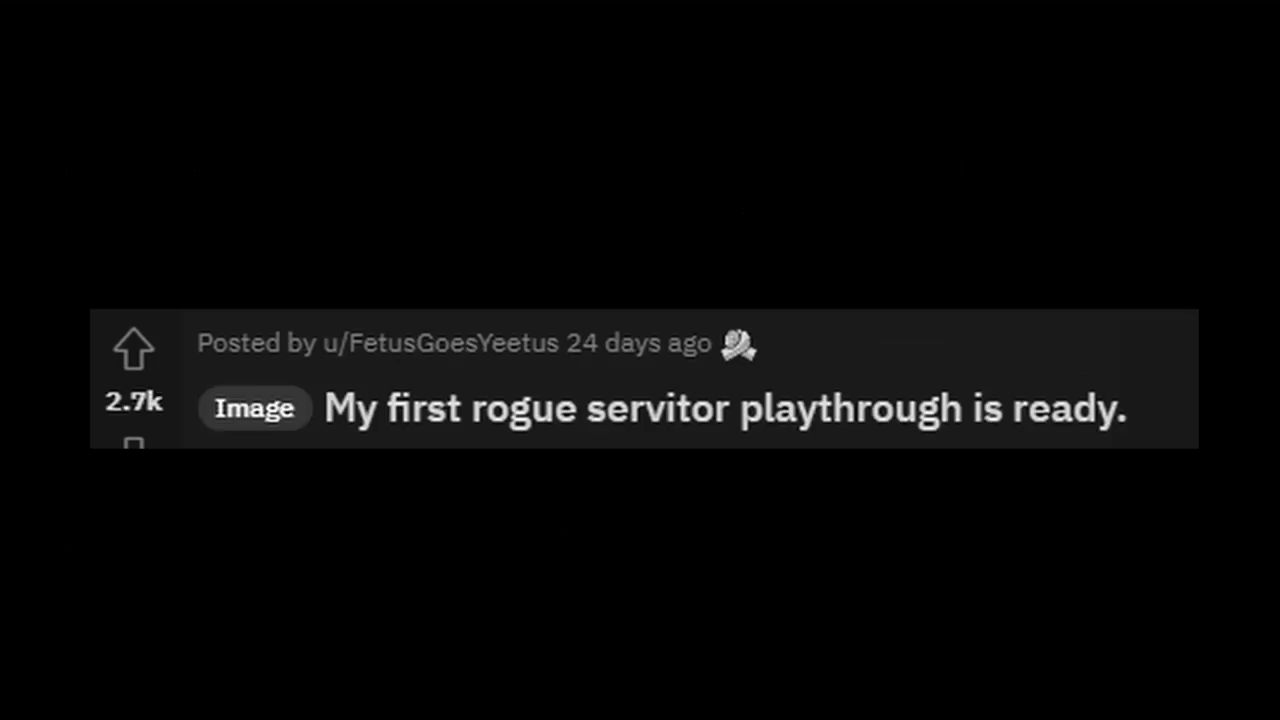 Posted by u/FetusGoesYeetus 24 days ago
2.7k
Image My first rogue servitor playthrough is ready.